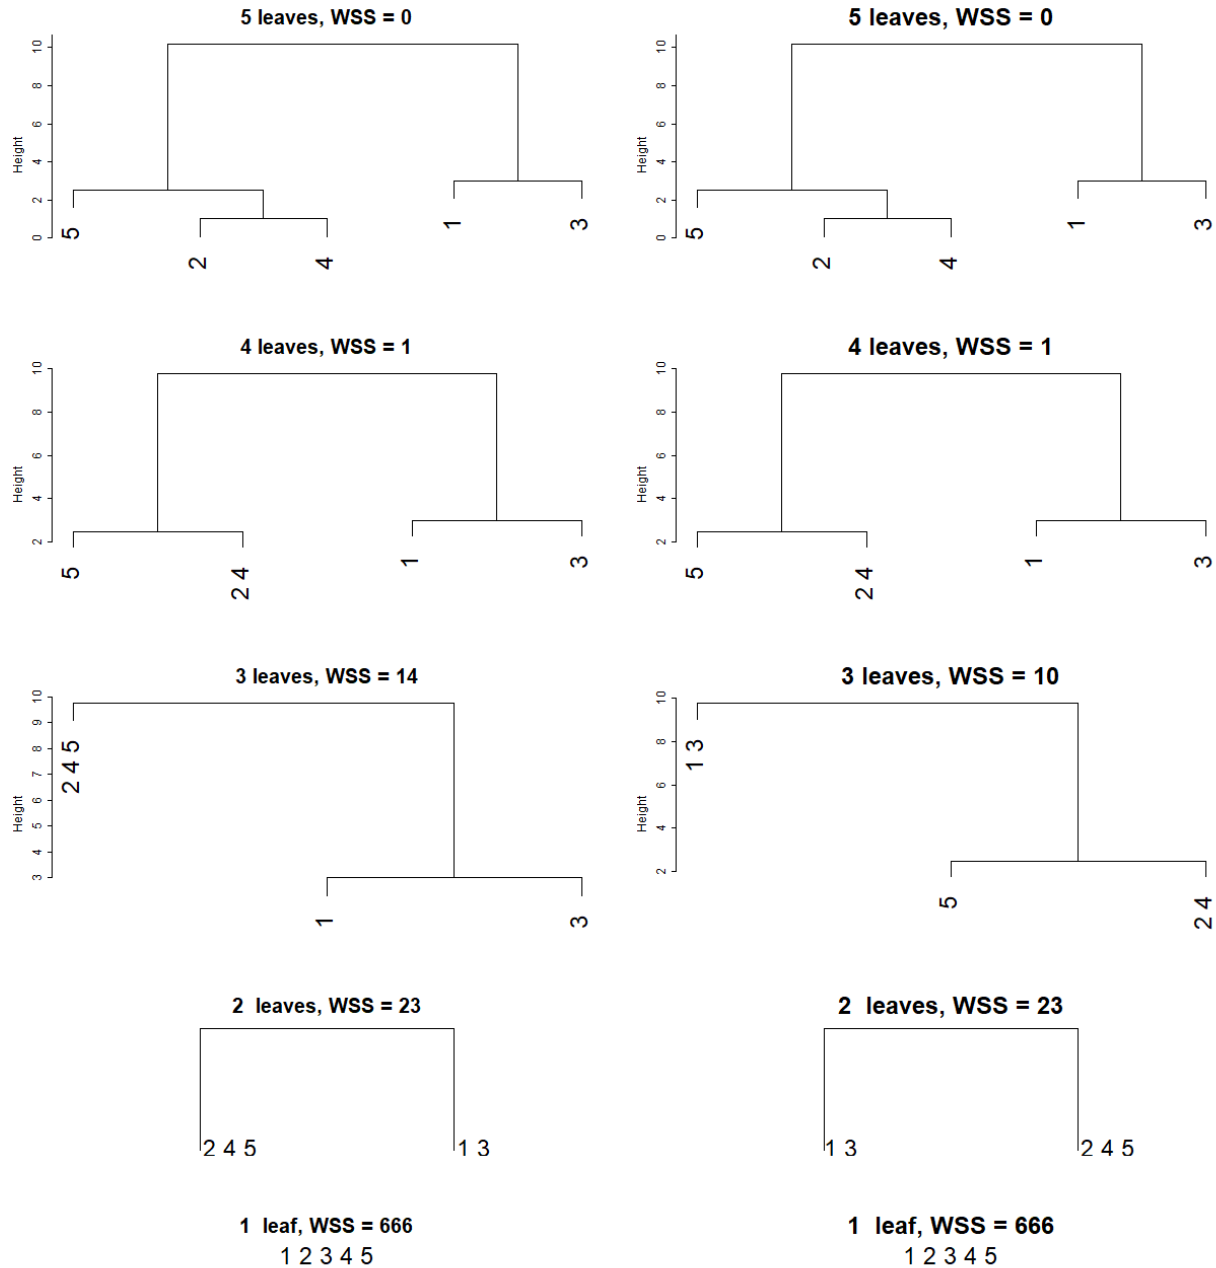 5 leaves, WSS = 0
10
8
6
4
2
0
Height
5
2
4
1
3
5 leaves, WSS = 0
10
8
6
4
2
0
Height
5
2
4
1
3
4 leaves, WSS = 1
10
8
6
4
2
Height
5
2 4
1
3
4 leaves, WSS = 1
10
8
6
4
2
Height
5
2 4
1
3
3 leaves, WSS = 14
10
9
8
7
6
5
4
3
Height
2 4 5
1
3
3 leaves, WSS = 10
10
8
6
4
2
Height
1 3
5
2 4
2 leaves, WSS = 23
2 4 5
1 3
2 leaves, WSS = 23
1 3
2 4 5
1 leaf, WSS = 666
1 2 3 4 5
1 leaf, WSS = 666
1 2 3 4 5